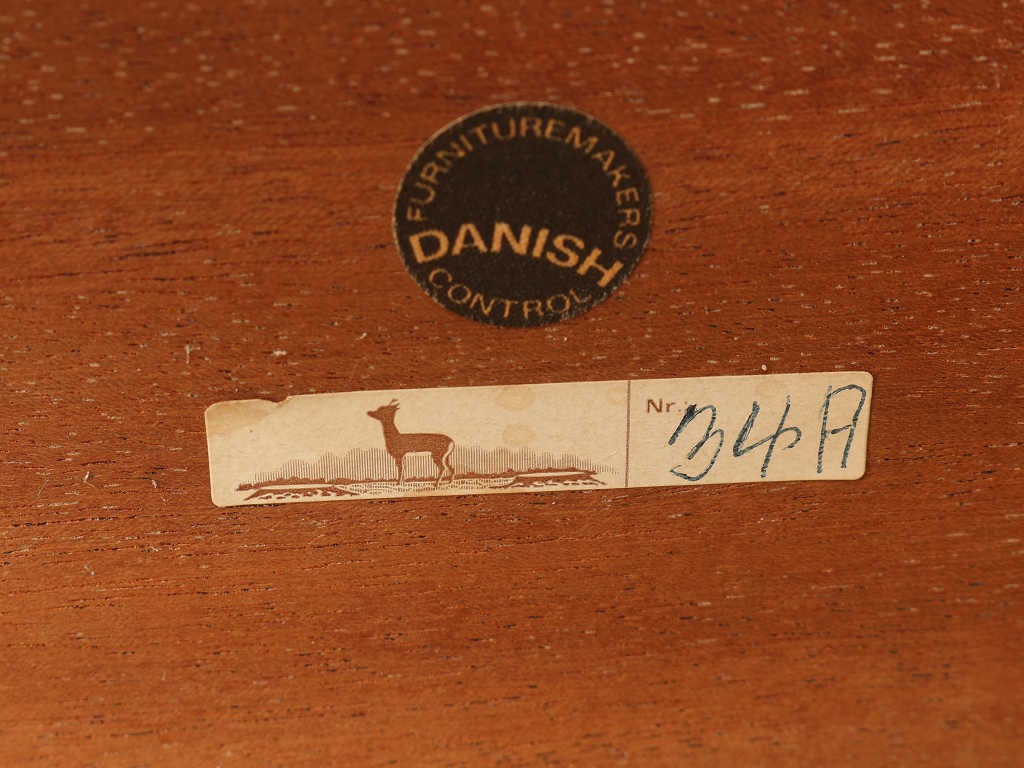 FURNITUREMAKERS
DANISH
CONTROL
Nr. 34A